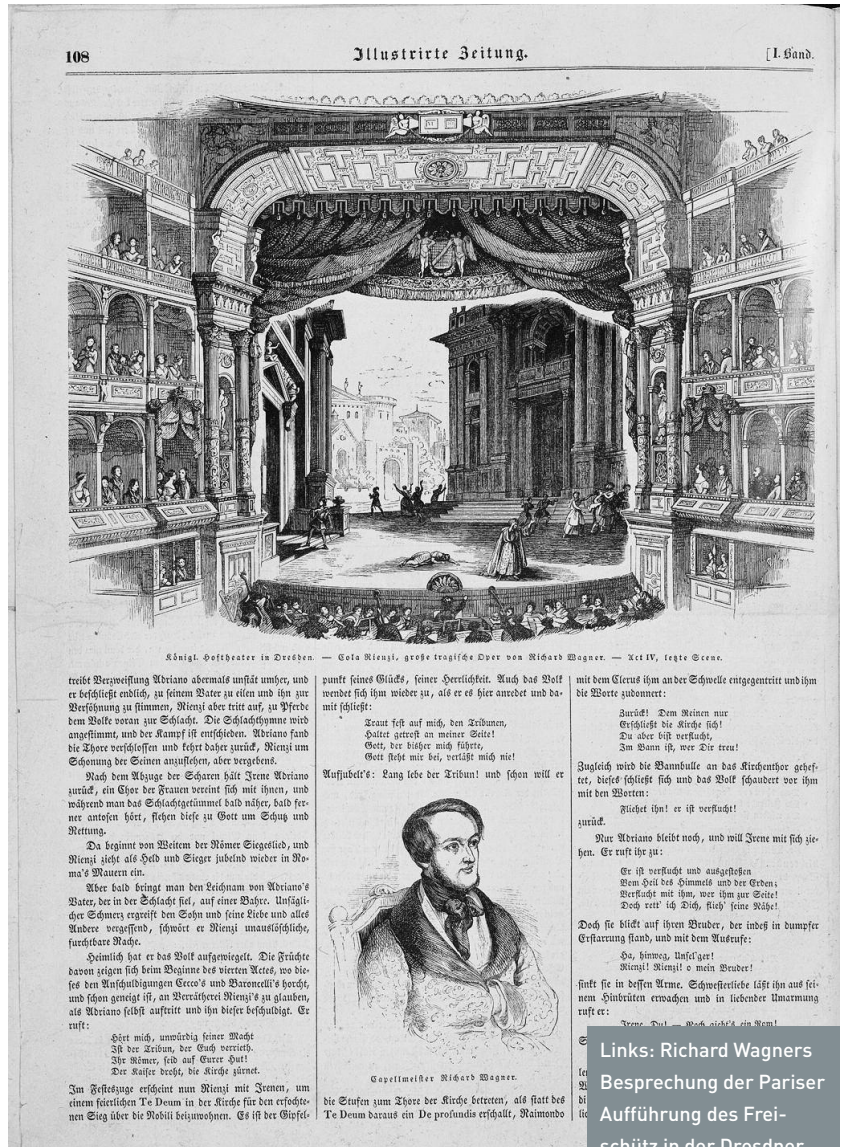 108
Illustrirte Zeitung.
[I. Band.
Königl. Hoftheater in Dresden. — Cola Rienzi, große tragische Oper von Richard Wagner. — Act IV, letzte Scene.
treibt Verzweiflung Adriano abermals unstät umher, und
er beschließt endlich, zu seinem Vater zu eilen und ihn zur
Versöhnung zu stimmen, Rienzi aber tritt auf, zu Pferde
dem Volke voran zur Schlacht. Die Schlachthymne wird
angestimmt, und der Kampf ist entschieden. Adriano fand
die Thore verschlossen und kehrt daher zurück, Rienzi um
Schonung der Seinen anzuflehen, aber vergebens.
Nach dem Abzuge der Scharen hält Irene Adriano
zurück, ein Chor der Frauen vereint sich mit ihnen, und
während man das Schlachtgetümmel bald näher, bald fer-
ner antosen hört, flehen diese zu Gott um Schutz und
Rettung.
Da beginnt von Weitem der Römer Siegeslied, und
Rienzi zieht als Held und Sieger jubelnd wieder in Ro-
ma's Mauern ein.
Aber bald bringt man den Leichnam von Adriano's
Vater, der in der Schlacht fiel, auf einer Bahre. Unsägli-
cher Schmerz ergreift den Sohn und seine Liebe und alles
Andere vergessend, schwört er Rienzi unauslöschliche,
furchtbare Rache.
Heimlich hat er das Volk aufgewiegelt. Die Früchte
davon zeigen sich beim Beginne des vierten Actes, wo die-
ses den Anschuldigungen Cecco's und Baroncelli's horcht,
und schon geneigt ist, an Verrätherei Rienzi's zu glauben,
als Adriano selbst auftritt und ihn dieser beschuldigt. Er
ruft:
Hört mich, unwürdig seiner Macht
Ist der Tribun, der Euch verrieth.
Ihr Römer, seid auf Eurer Hut!
Der Kaiser droht, die Kirche zürnet.
Im Festeszuge erscheint nun Rienzi mit Irenen, um
einem feierlichen Te Deum in der Kirche für den erfochte-
nen Sieg über die Nobili beizuwohnen. Es ist der Gipfel-
punkt seines Glücks, seiner Herrlichkeit. Auch das Volk
wendet sich ihm wieder zu, als er es hier anredet und da-
mit schließt:
Traut fest auf mich, den Tribunen,
Haltet getrost an meiner Seite!
Gott, der bisher mich führte,
Gott steht mir bei, verläßt mich nie!
Aufjubelt's: Lang lebe der Tribun! und schon will er
Capellmeister Richard Wagner.
die Stufen zum Thore der Kirche betreten, als statt des
Te Deum daraus ein De profundis erschallt, Raimondo
mit dem Clerus ihm an der Schwelle entgegentritt und ihm
die Worte zudonnert:
Zurück! Dem Reinen nur
Erschließt die Kirche sich!
Du aber bist verflucht,
Im Bann ist, wer Dir treu!
Zugleich wird die Bannbulle an das Kirchenthor gehef-
tet, dieses schließt sich und das Volk schaudert vor ihm
mit den Worten:
Fliehet ihn! er ist verflucht!
zurück.
Nur Adriano bleibt noch, und will Irene mit sich zie-
hen. Er ruft ihr zu:
Er ist verflucht und ausgestoßen
Vom Heil des Himmels und der Erden;
Verflucht mit ihm, wer ihm zur Seite!
Doch rett' ich Dich, flieh' seine Nähe!
Doch sie blickt auf ihren Bruder, der indeß in dumpfer
Erstarrung stand, und mit dem Ausrufe:
Ha, hinweg, Unsel'ger!
Rienzi! Rienzi! o mein Bruder!
sinkt sie in dessen Arme. Schwesterliebe läßt ihn aus sei-
nem Hinbrüten erwachen und in liebender Umarmung
ruft er:
Irene, Du! — Noch giebt's ein Rom!
Links: Richard Wagners
Besprechung der Pariser
Aufführung des Frei-
schütz in der Dresdner